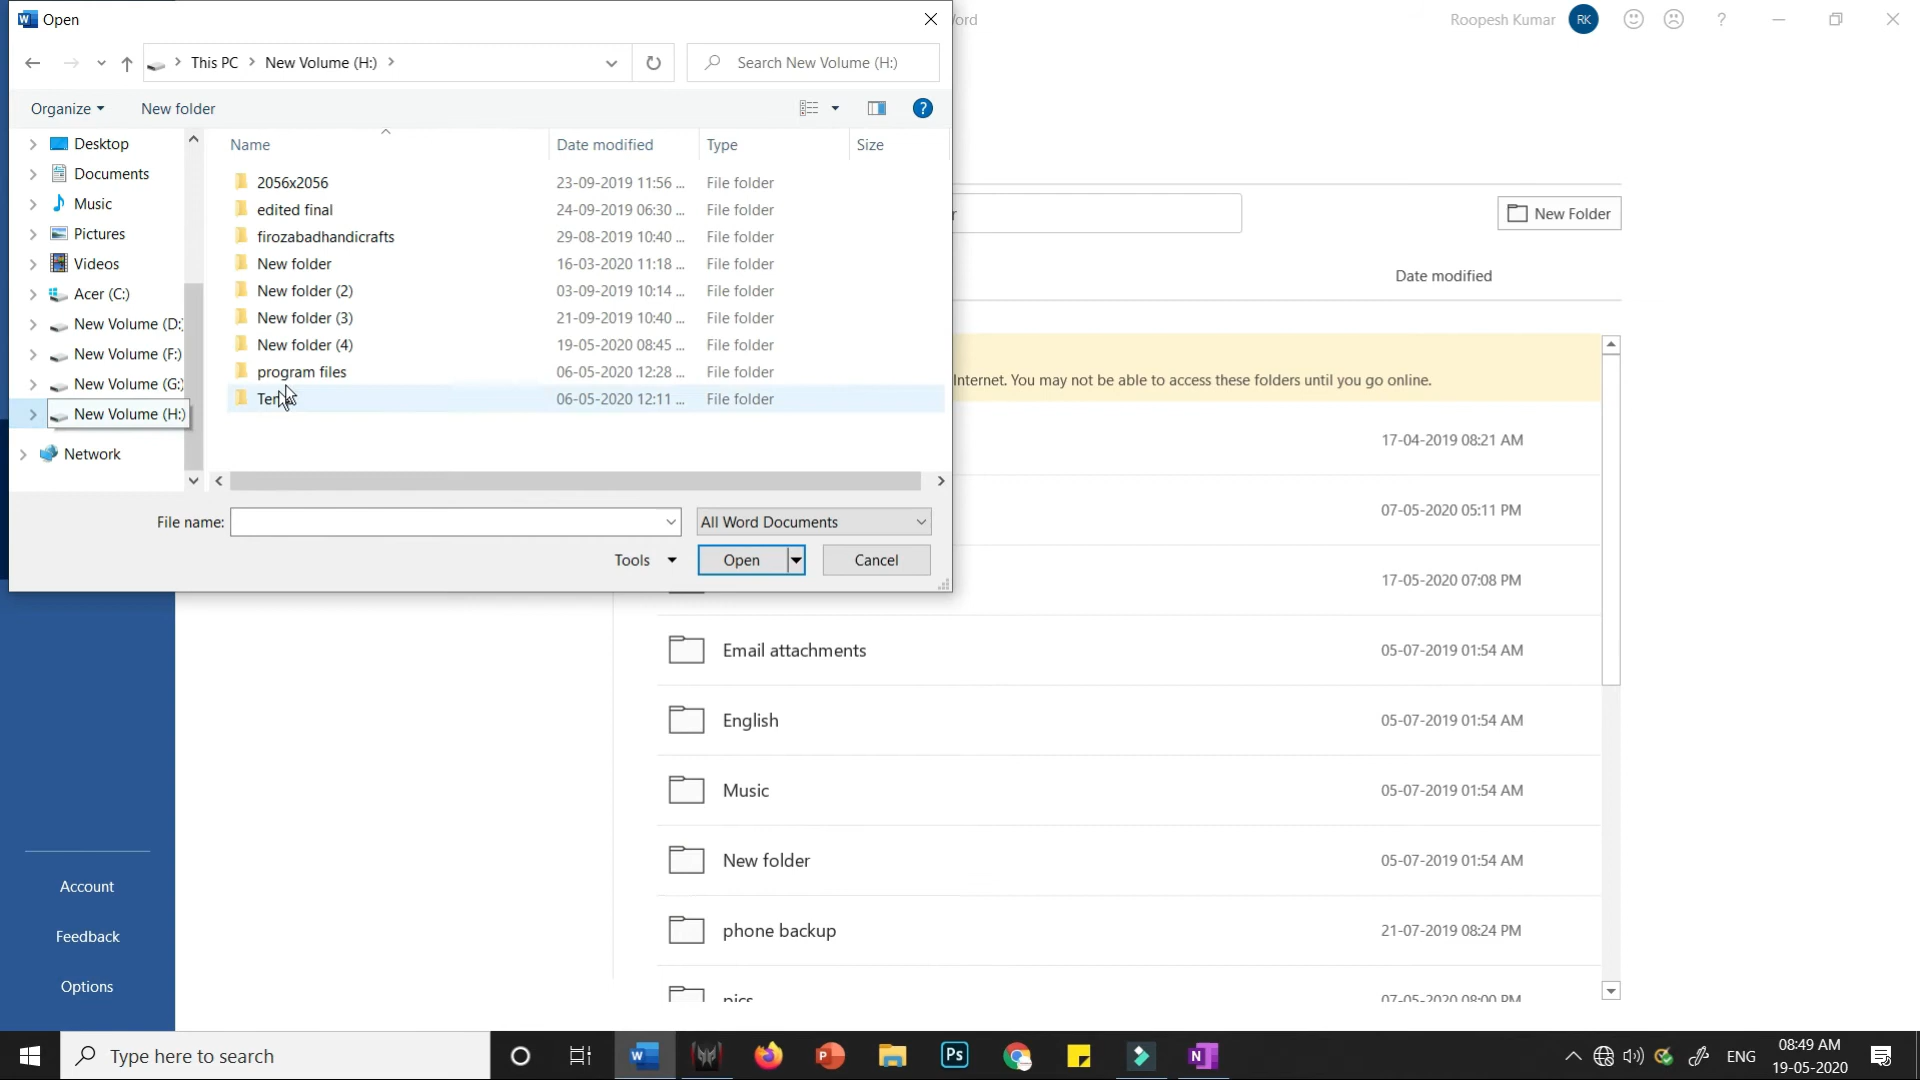 Open
Word
Roopesh Kumar
RK
?
This PC > New Volume (H:) >
Search New Volume (H:)
Organize
New folder
?
Name
Date modified
Type
Size
Desktop
Documents
Music
Pictures
Videos
Acer (C:)
New Volume (D:
New Volume (F:)
New Volume (G:
New Volume (H:)
Network
2056x2056 23-09-2019 11:56 ... File folder
edited final 24-09-2019 06:30 ... File folder
firozabadhandicrafts 29-08-2019 10:40 ... File folder
New folder 16-03-2020 11:18 ... File folder
New folder (2) 03-09-2019 10:14 ... File folder
New folder (3) 21-09-2019 10:40 ... File folder
New folder (4) 19-05-2020 08:45 ... File folder
program files 06-05-2020 12:28 ... File folder
06-05-2020 12:11 ... File folder
File name:
All Word Documents
Tools
Open
Cancel
r
New Folder
Date modified
Internet. You may not be able to access these folders until you go online.
17-04-2019 08:21 AM
07-05-2020 05:11 PM
17-05-2020 07:08 PM
Email attachments 05-07-2019 01:54 AM
English 05-07-2019 01:54 AM
Music 05-07-2019 01:54 AM
New folder 05-07-2019 01:54 AM
phone backup 21-07-2019 08:24 PM
pics 07-05-2020 08:00 PM
Account
Feedback
Options
Type here to search
W
P
Ps
N
ENG
08:49 AM
19-05-2020